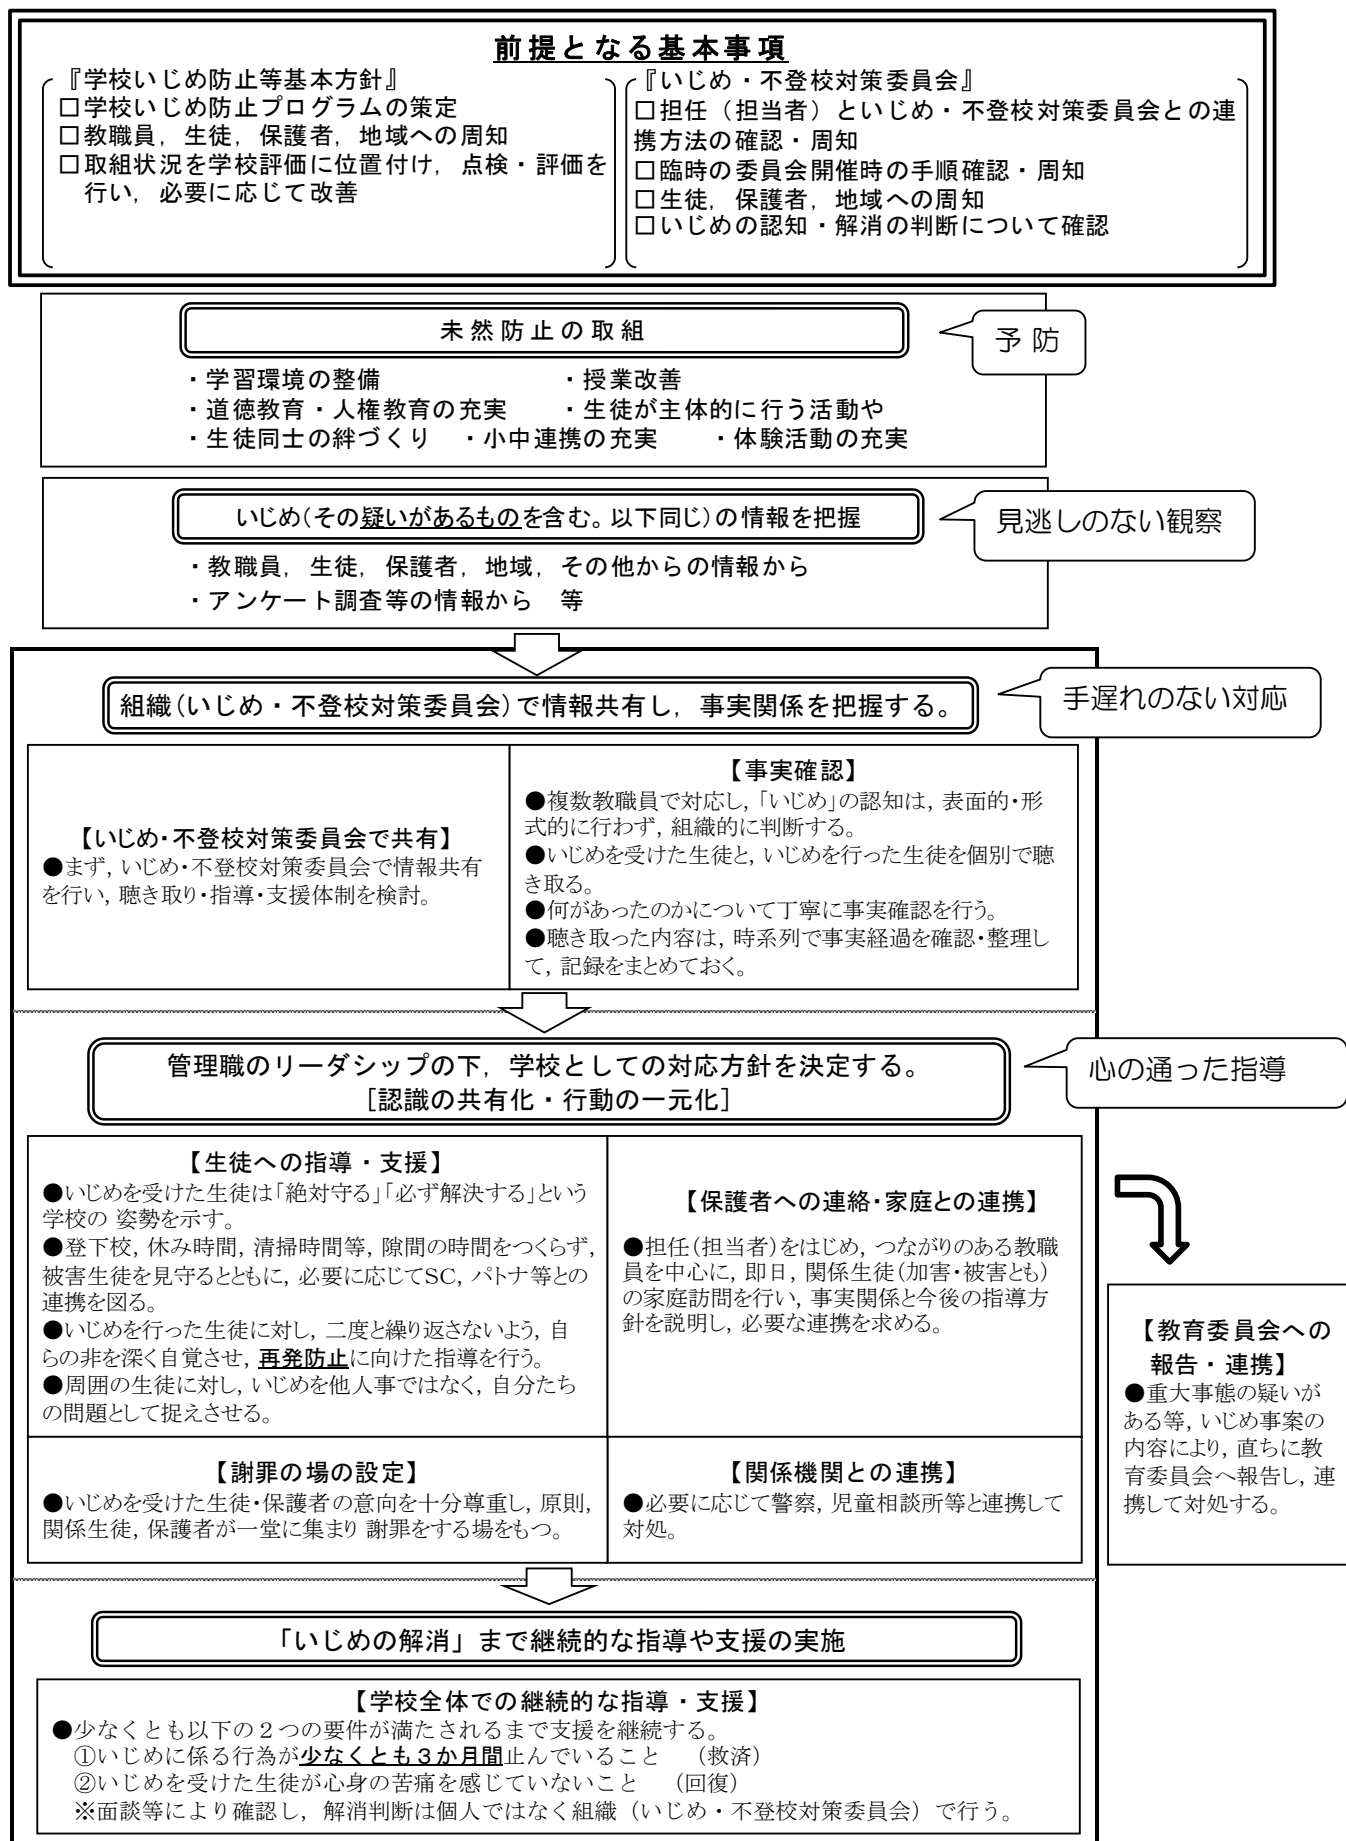 前提となる基本事項
『学校いじめ防止等基本方針』
□学校いじめ防止プログラムの策定
□教職員，生徒，保護者，地域への周知
□取組状況を学校評価に位置付け，点検・評価を
行い，必要に応じて改善
『いじめ・不登校対策委員会』
□担任（担当者）といじめ・不登校対策委員会との連
携方法の確認・周知
□臨時の委員会開催時の手順確認・周知
□生徒，保護者，地域への周知
□いじめの認知・解消の判断について確認
未然防止の取組
予 防
・学習環境の整備　・授業改善
・道徳教育・人権教育の充実　・生徒が主体的に行う活動や
・生徒同士の絆づくり　・小中連携の充実　・体験活動の充実
いじめ（その疑いがあるものを含む。以下同じ）の情報を把握
見逃しのない観察
・教職員，生徒，保護者，地域，その他からの情報から
・アンケート調査等の情報から　等
組織（いじめ・不登校対策委員会）で情報共有し，事実関係を把握する。
手遅れのない対応
【いじめ・不登校対策委員会で共有】
●まず，いじめ・不登校対策委員会で情報共有
を行い，聴き取り・指導・支援体制を検討。
【事実確認】
●複数教職員で対応し，「いじめ」の認知は，表面的・形
式的に行わず，組織的に判断する。
●いじめを受けた生徒と，いじめを行った生徒を個別で聴
き取る。
●何があったのかについて丁寧に事実確認を行う。
●聴き取った内容は，時系列で事実経過を確認・整理し
て，記録をまとめておく。
管理職のリーダシップの下，学校としての対応方針を決定する。
［認識の共有化・行動の一元化］
心の通った指導
【生徒への指導・支援】
●いじめを受けた生徒は「絶対守る」「必ず解決する」という
学校の 姿勢を示す。
●登下校，休み時間，清掃時間等，隙間の時間をつくらず，
被害生徒を見守るとともに，必要に応じてSC，パトナ等との
連携を図る。
●いじめを行った生徒に対し，二度と繰り返さないよう，自
らの非を深く自覚させ，再発防止に向けた指導を行う。
●周囲の生徒に対し，いじめを他人事ではなく，自分たち
の問題として捉えさせる。
【保護者への連絡・家庭との連携】
●担任（担当者）をはじめ，つながりのある教職
員を中心に，即日，関係生徒（加害・被害とも）
の家庭訪問を行い，事実関係と今後の指導方
針を説明し，必要な連携を求める。
【教育委員会への
報告・連携】
●重大事態の疑いが
ある等，いじめ事案の
内容により，直ちに教
育委員会へ報告し，連
携して対処する。
【謝罪の場の設定】
●いじめを受けた生徒・保護者の意向を十分尊重し，原則，
関係生徒，保護者が一堂に集まり 謝罪をする場をもつ。
【関係機関との連携】
●必要に応じて警察，児童相談所等と連携して
対処。
「いじめの解消」まで継続的な指導や支援の実施
【学校全体での継続的な指導・支援】
●少なくとも以下の２つの要件が満たされるまで支援を継続する。
①いじめに係る行為が少なくとも３か月間止んでいること　（救済）
②いじめを受けた生徒が心身の苦痛を感じていないこと　（回復）
※面談等により確認し，解消判断は個人ではなく組織（いじめ・不登校対策委員会）で行う。